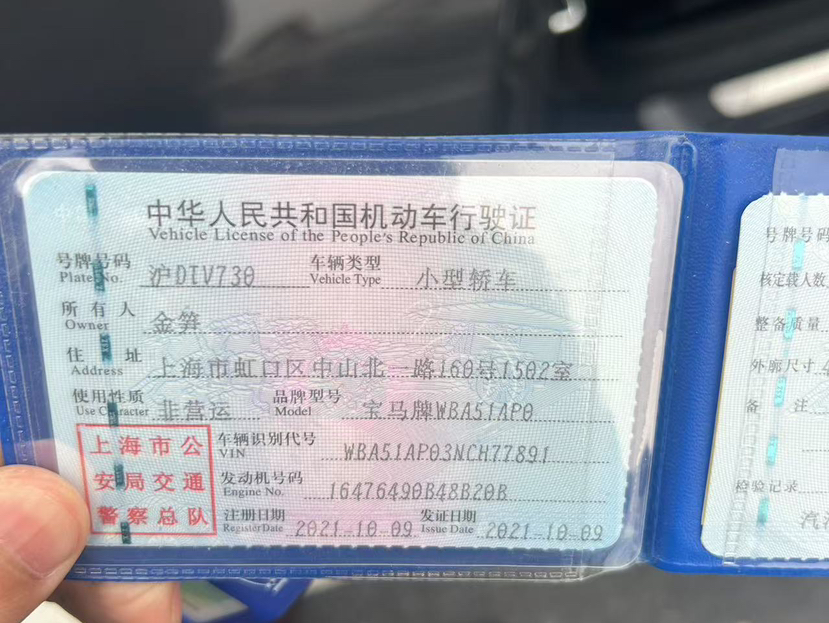 中华人民共和国机动车行驶证
Vehicle License of the People's Republic of China
号牌号码 沪DIV730 车辆类型 小型轿车
Plate No. Vehicle Type
所有人 金笋
Owner
住址 上海市虹口区中山北一路160号1502室
Address
使用性质 非营运 品牌型号 宝马牌WBA51AP0
Use Character Model
上海市公
安局交通
警察总队
车辆识别代号 WBA51AP03NCH77891
VIN
发动机号码 16476490B48B20B
Engine No.
注册日期 2021-10-09 发证日期 2021-10-09
Register Date Issue Date
号牌号码
核定载人数
整备质量
外廓尺寸
备注
检验记录